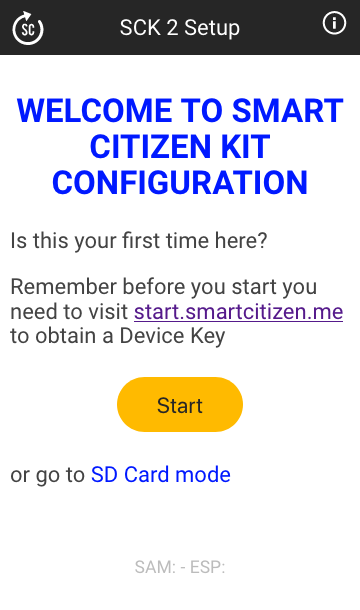 SC
SCK 2 Setup
WELCOME TO SMART
CITIZEN KIT
CONFIGURATION
Is this your first time here?
Remember before you start you
need to visit start.smartcitizen.me
to obtain a Device Key
Start
or go to SD Card mode
SAM: - ESP: